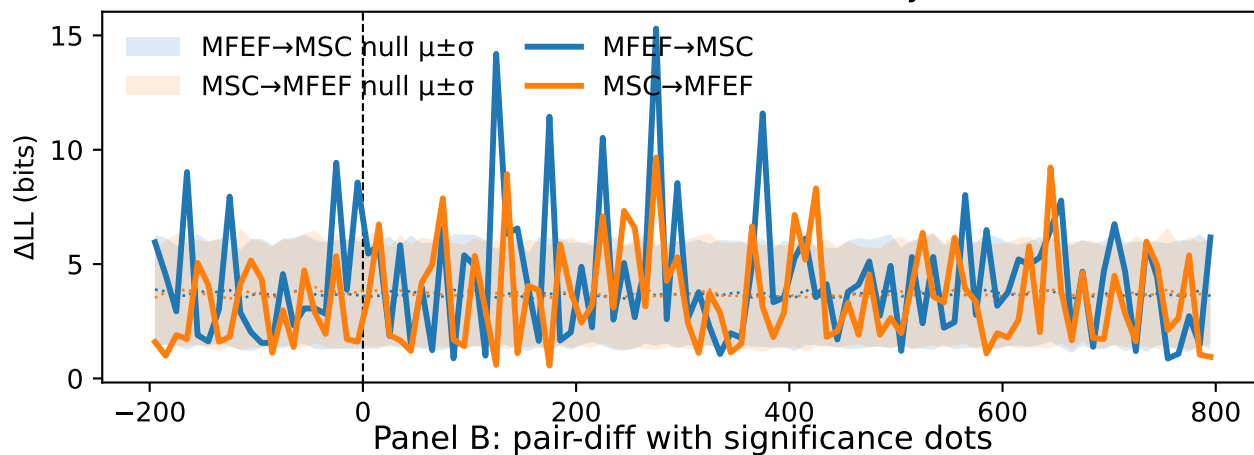 15
10
5
0
ΔLL (bits)
MFEF→MSC null μ±σ
MSC→MFEF null μ±σ
MFEF→MSC
MSC→MFEF
−200
0
200
400
600
800
Panel B: pair-diff with significance dots